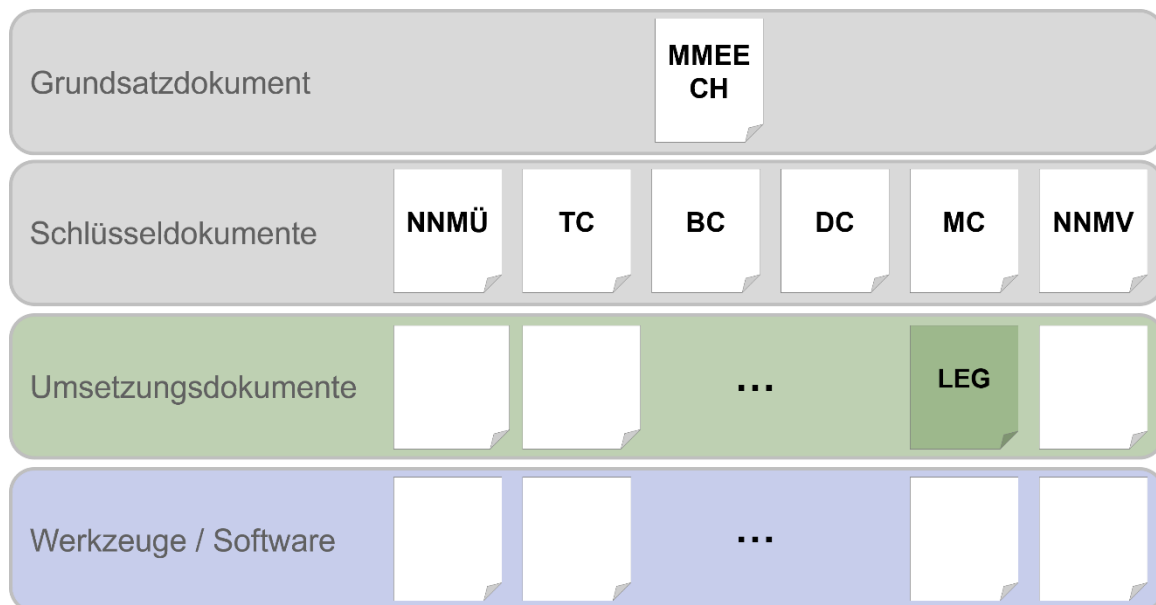 Grundsatzdokument
MMEE
CH
Schlüsseldokumente
NNMÜ
TC
BC
DC
MC
NNMV
Umsetzungsdokumente
...
LEG
Werkzeuge / Software
...